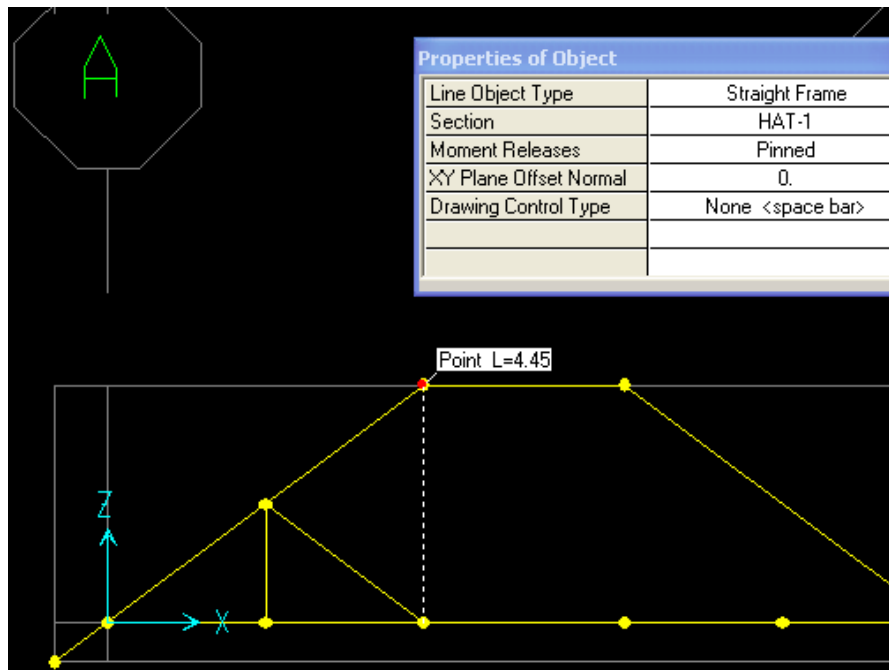 A
Properties of Object
Line Object Type Straight Frame
Section HAT-1
Moment Releases Pinned
XY Plane Offset Normal 0.
Drawing Control Type None <space bar>
Point L=4.45
Z
X